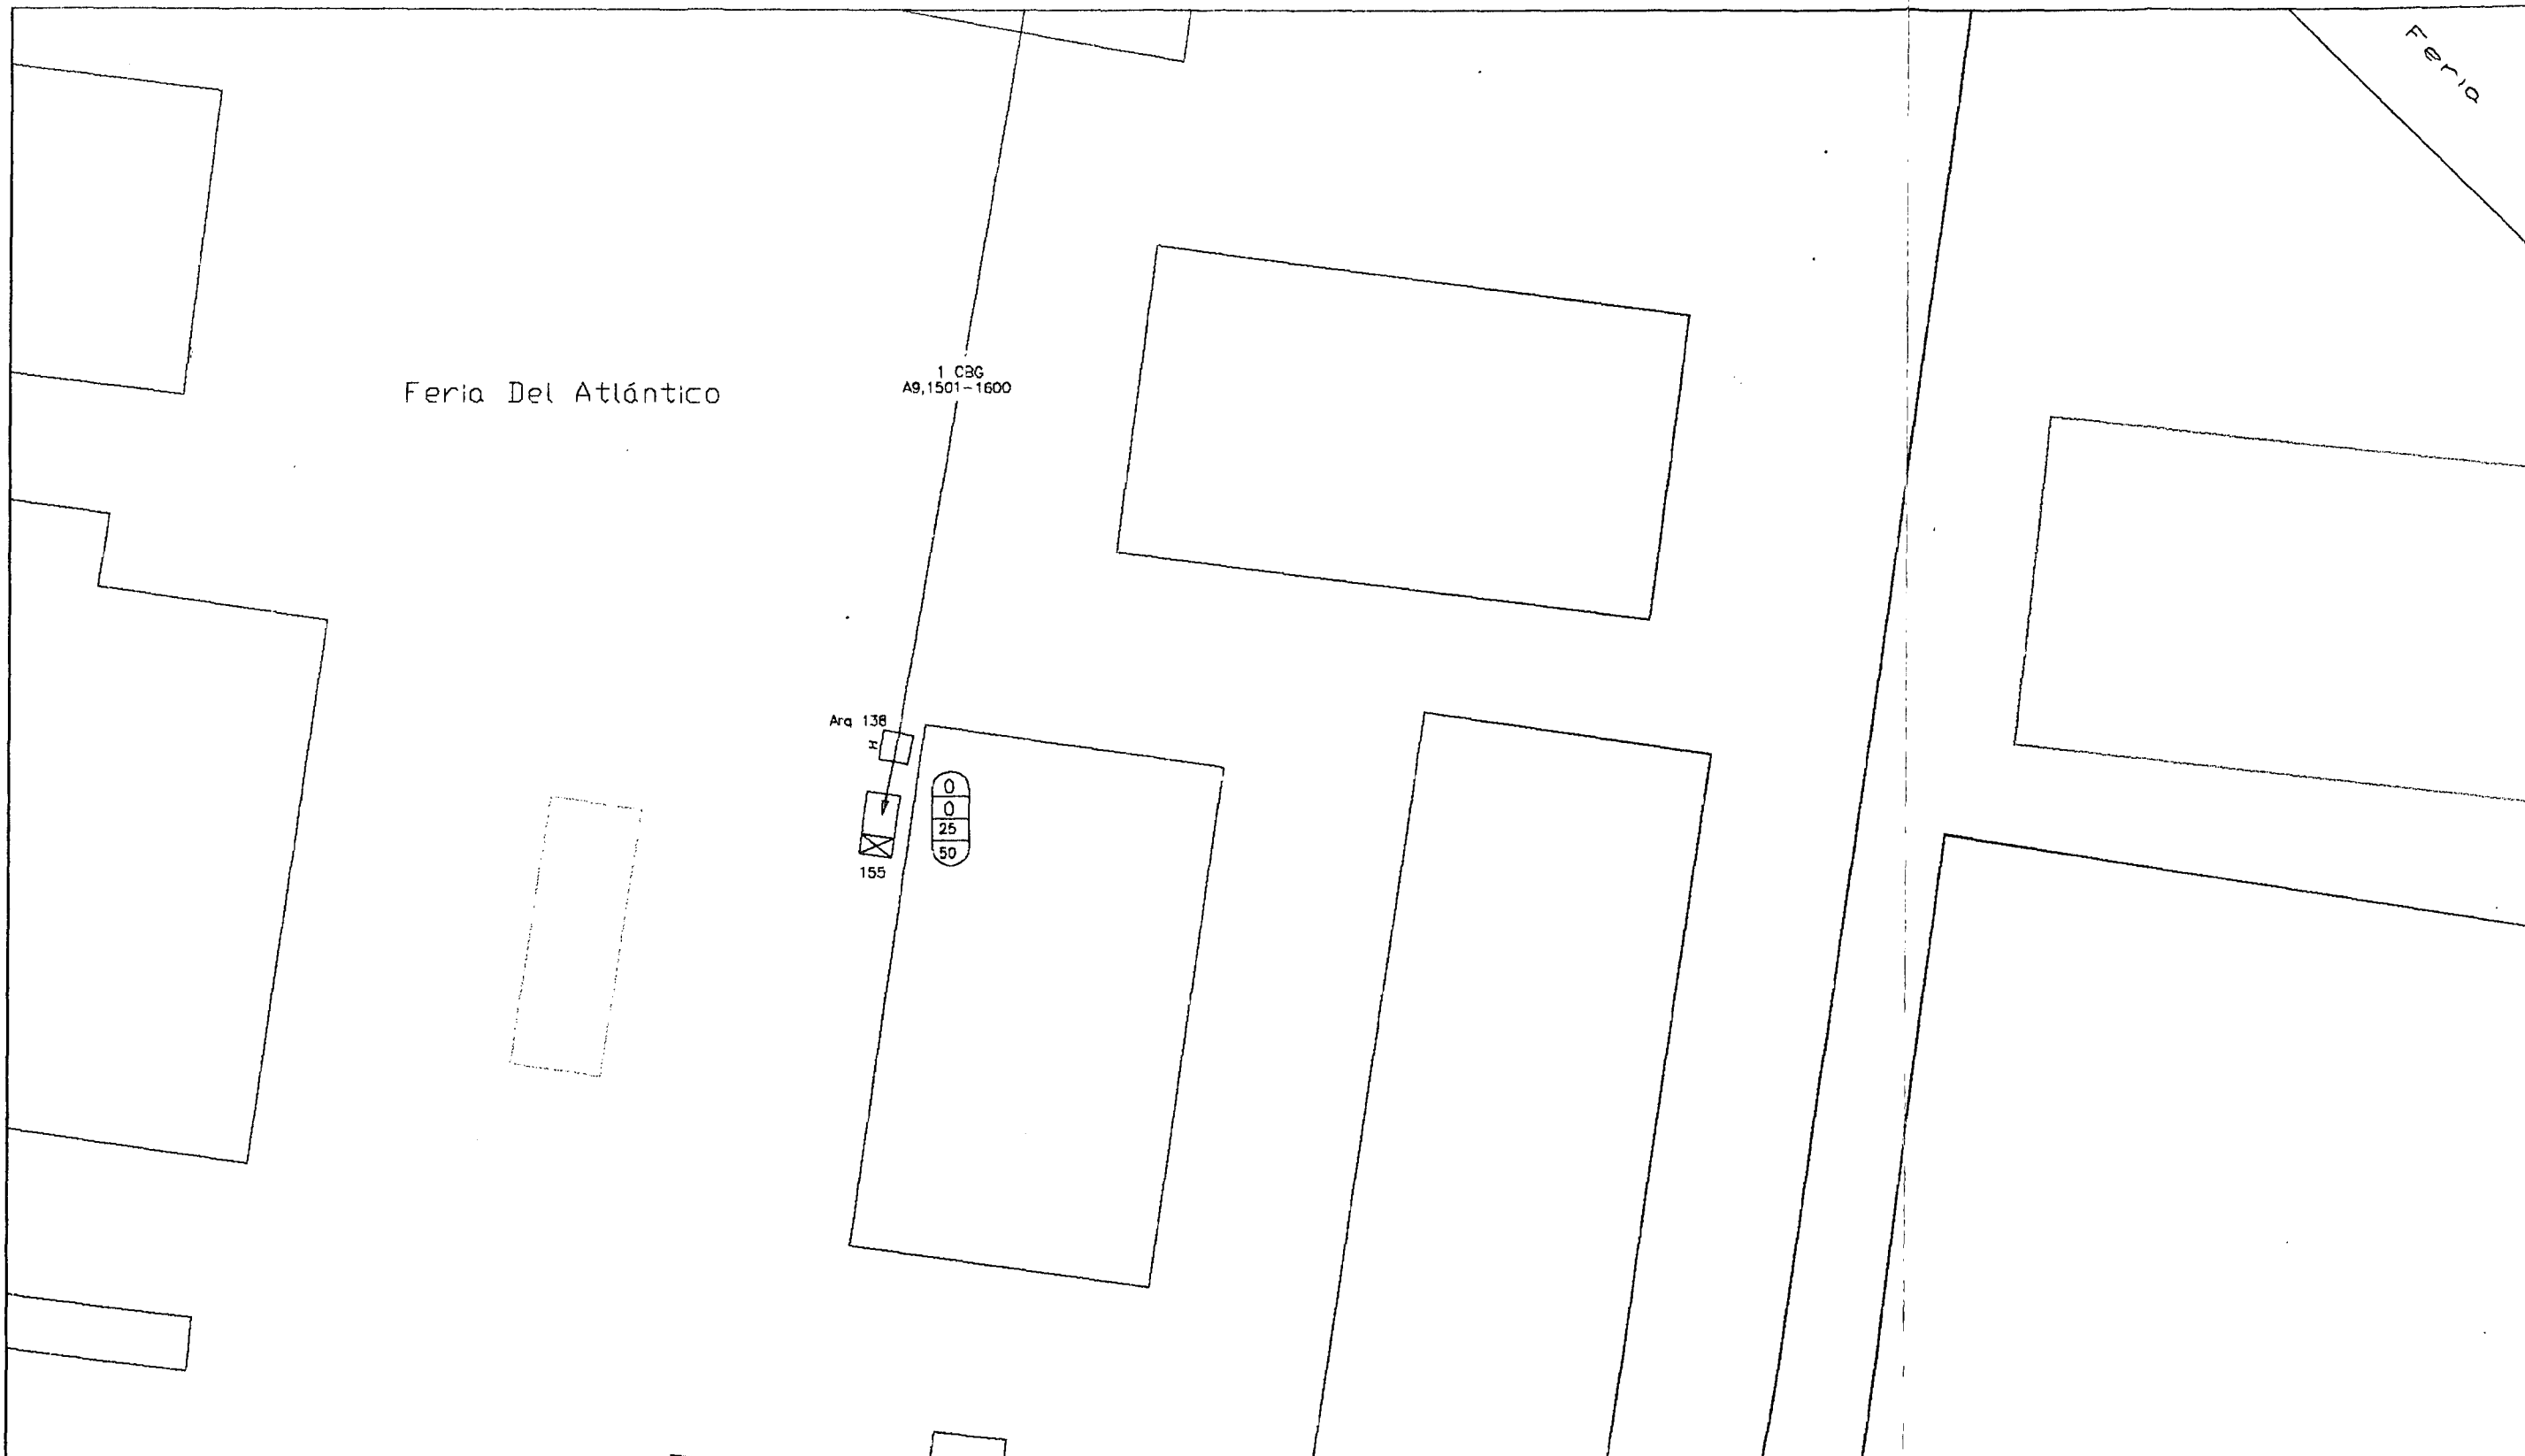 Feria
Feria Del Atlántico
1 CBG
A9,1501-1600
Arq 138
H
0
0
25
50
155